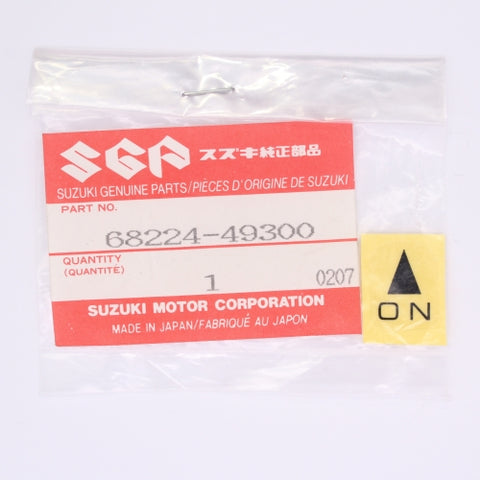 SGP スズキ純正部品
SUZUKI GENUINE PARTS/PIÈCES D'ORIGINE DE SUZUKI
PART NO.
68224-49300
QUANTITY
(QUANTITÉ)
1 0207
SUZUKI MOTOR CORPORATION
MADE IN JAPAN/FABRIQUÉ AU JAPON
ON